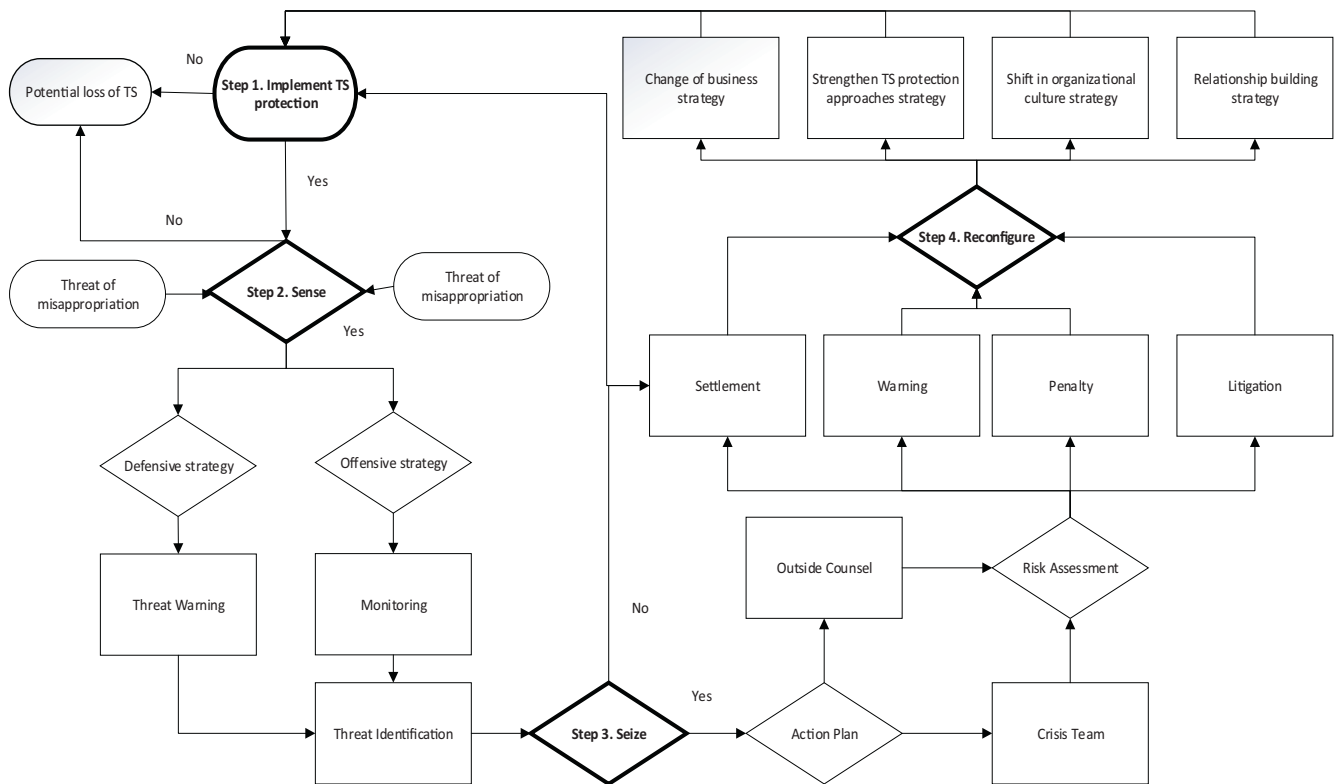 No
Potential loss of TS
Step 1. Implement TS
protection
Change of business
strategy
Strengthen TS protection
approaches strategy
Shift in organizational
culture strategy
Relationship building
strategy
Yes
No
Threat of
misappropriation
Step 2. Sense
Threat of
misappropriation
Yes
Step 4. Reconfigure
Settlement
Warning
Penalty
Litigation
Defensive strategy
Offensive strategy
Threat Warning
Monitoring
No
Outside Counsel
Risk Assessment
Threat Identification
Step 3. Seize
Yes
Action Plan
Crisis Team